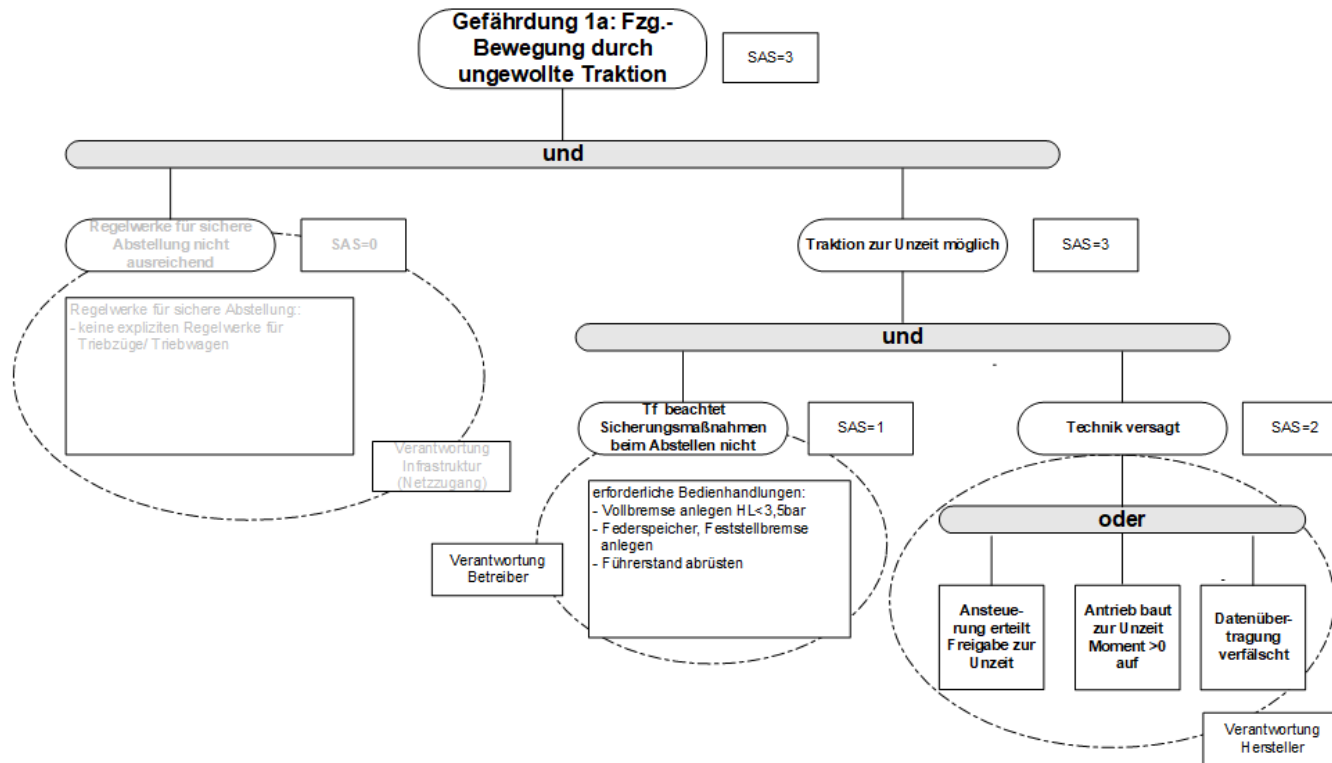 Gefährdung 1a: Fzg.-
Bewegung durch
ungewollte Traktion
SAS=3
und
Regelwerke für sichere
Abstellung nicht
ausreichend
SAS=0
Traktion zur Unzeit möglich
SAS=3
Regelwerke für sichere Abstellung::
- keine expliziten Regelwerke für
Triebzüge/ Triebwagen
Verantwortung
Infrastruktur
(Netzzugang)
und
Tf beachtet
Sicherungsmaßnahmen
beim Abstellen nicht
SAS=1
Technik versagt
SAS=2
erforderliche Bedienhandlungen:
- Vollbremse anlegen HL<3,5bar
- Federspeicher, Feststellbremse
anlegen
- Führerstand abrüsten
Verantwortung
Betreiber
oder
Ansteue-
rung erteilt
Freigabe zur
Unzeit
Antrieb baut
zur Unzeit
Moment >0
auf
Datenüber-
tragung
verfälscht
Verantwortung
Hersteller